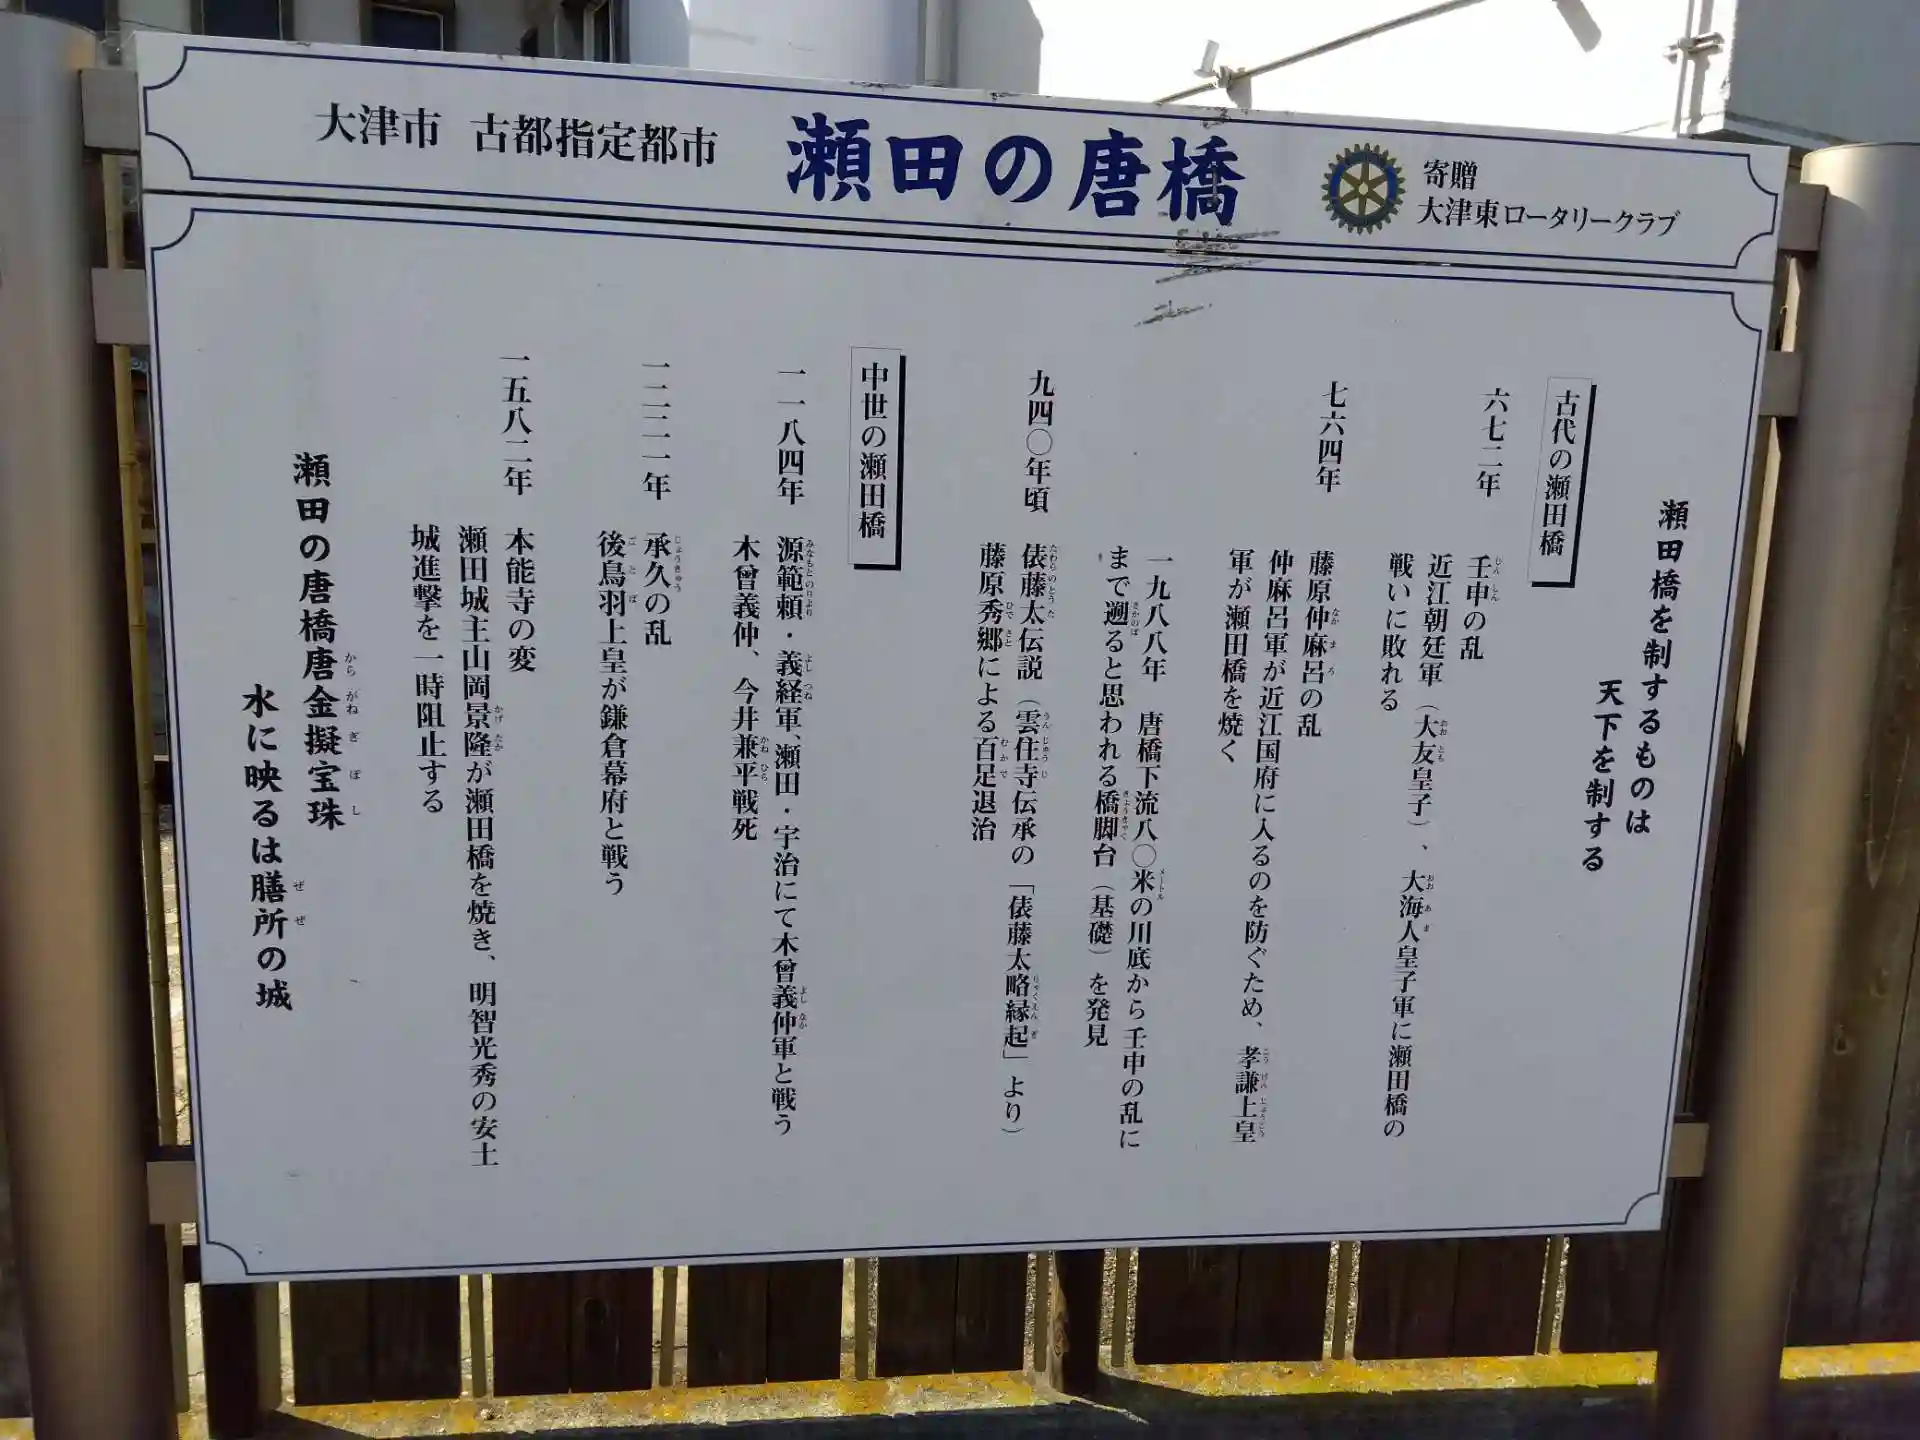 大津市 古都指定都市 瀬田の唐橋
寄贈
大津東ロータリークラブ
瀬田橋を制するものは
天下を制する
古代の瀬田橋
六七二年 壬申の乱
近江朝廷軍（大友皇子）、大海人皇子軍に瀬田橋の
戦いに敗れる
七六四年 藤原仲麻呂の乱
仲麻呂軍が近江国府に入るのを防ぐため、孝謙上皇
軍が瀬田橋を焼く
一九八八年 唐橋下流八〇米の川底から壬申の乱に
まで遡ると思われる橋脚台（基礎）を発見
九四〇年頃 俵藤太伝説（雲住寺伝承の「俵藤太略縁起」より）
藤原秀郷による百足退治
中世の瀬田橋
一一八四年 源範頼・義経軍、瀬田・宇治にて木曾義仲軍と戦う
木曾義仲、今井兼平戦死
一二二一年 承久の乱
後鳥羽上皇が鎌倉幕府と戦う
一五八二年 本能寺の変
瀬田城主山岡景隆が瀬田橋を焼き、明智光秀の安土
城進撃を一時阻止する
瀬田の唐橋唐金擬宝珠
水に映るは膳所の城